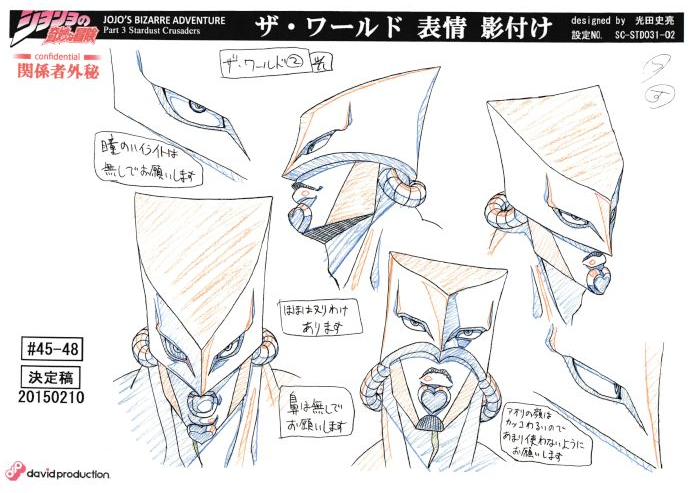 ジョジョの
奇妙な冒険
JOJO'S BIZARRE ADVENTURE
Part 3 Stardust Crusaders
ザ・ワールド 表情 影付け
designed by 光田史亮
設定NO. SC-STD031-02
confidential
関係者外秘
ザ・ワールド②
瞳のハイライトは
無しでお願いします
ほほは刄りわけ
あります
鼻は無しで
お願いします
アオリの顔は
カッコわるいので
あまり使わないように
お願いします
#45-48
決定稿
20150210
davidproduction